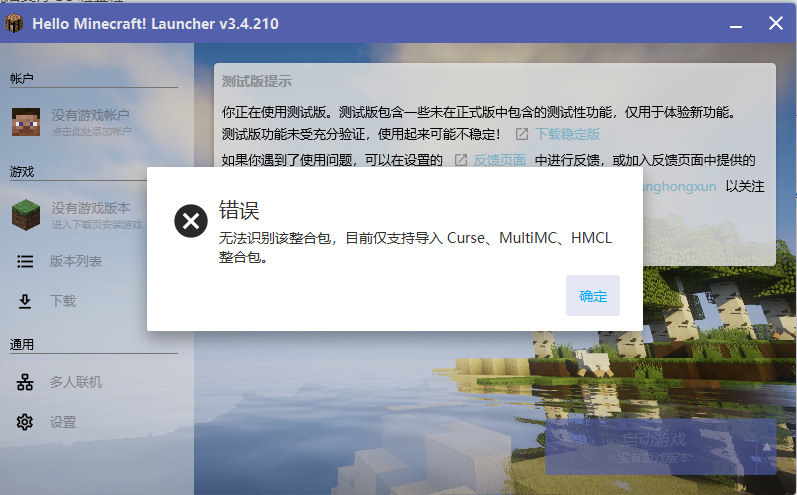 Hello Minecraft! Launcher v3.4.210
帐户
没有游戏帐户
点击此处添加帐户
游戏
没有游戏版本
进入下载页安装游戏
版本列表
下载
通用
多人联机
设置
测试版提示
你正在使用测试版。测试版包含一些未在正式版中包含的测试性功能，仅用于体验新功能。
测试版功能未受充分验证，使用起来可能不稳定！ 下载稳定版
如果你遇到了使用问题，可以在设置的 反馈页面 中进行反馈，或加入反馈页面中提供的
anghongxun 以关注
错误
无法识别该整合包，目前仅支持导入 Curse、MultiMC、HMCL
整合包。
确定
启动游戏
没有游戏版本